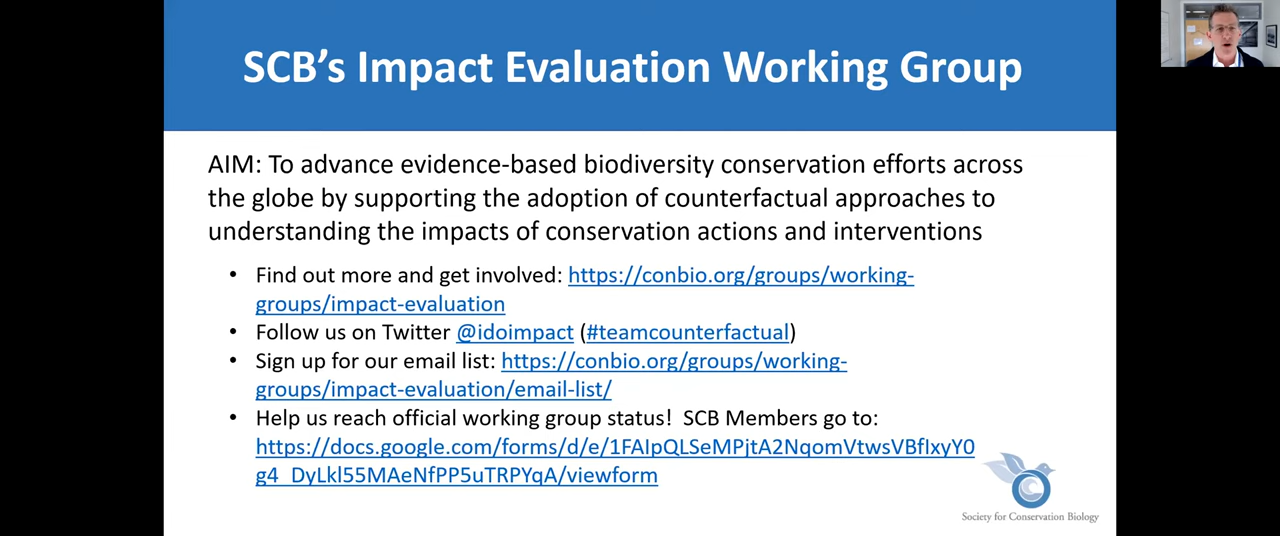 SCB's Impact Evaluation Working Group
AIM: To advance evidence-based biodiversity conservation efforts across
the globe by supporting the adoption of counterfactual approaches to
understanding the impacts of conservation actions and interventions
• Find out more and get involved: https://conbio.org/groups/working-
groups/impact-evaluation
• Follow us on Twitter @idoimpact (#teamcounterfactual)
• Sign up for our email list: https://conbio.org/groups/working-
groups/impact-evaluation/email-list/
• Help us reach official working group status! SCB Members go to:
https://docs.google.com/forms/d/e/1FAIpQLSeMPjtA2NqomVtwsVBfIxyY0
g4_DyLkl55MAeNfPP5uTRPYqA/viewform
Society for Conservation Biology